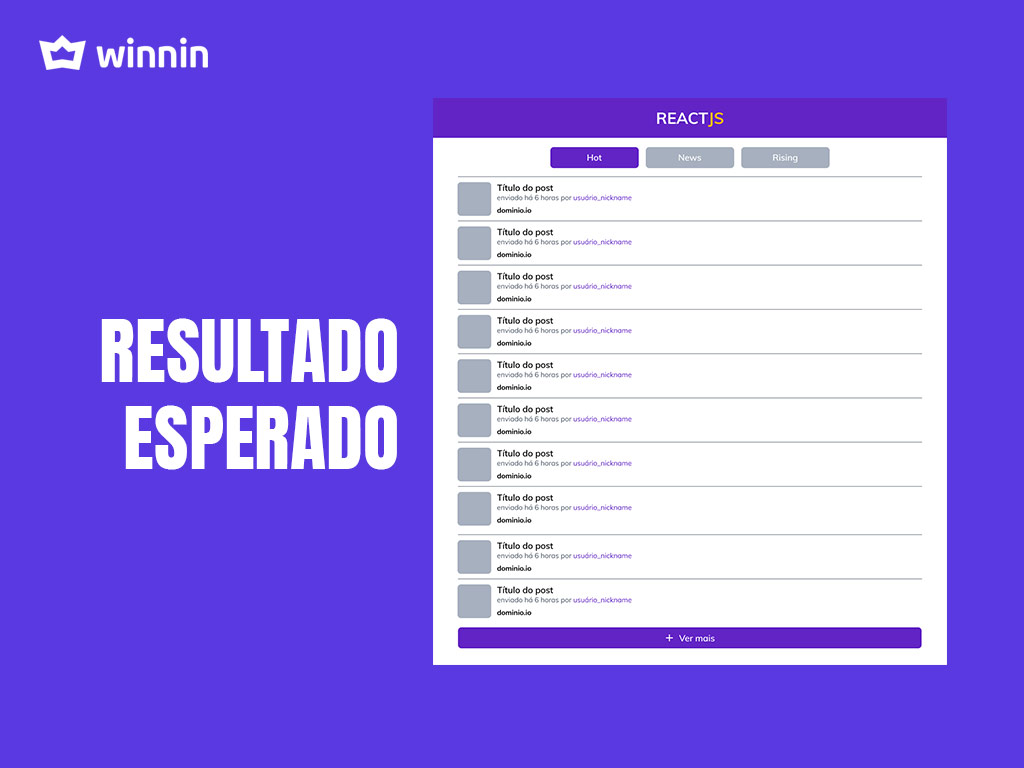 winnin
RESULTADO
ESPERADO
REACTJS
Hot
News
Rising
Título do post
enviado há 6 horas por usuário_nickname
dominio.io
Título do post
enviado há 6 horas por usuário_nickname
dominio.io
Título do post
enviado há 6 horas por usuário_nickname
dominio.io
Título do post
enviado há 6 horas por usuário_nickname
dominio.io
Título do post
enviado há 6 horas por usuário_nickname
dominio.io
Título do post
enviado há 6 horas por usuário_nickname
dominio.io
Título do post
enviado há 6 horas por usuário_nickname
dominio.io
Título do post
enviado há 6 horas por usuário_nickname
dominio.io
Título do post
enviado há 6 horas por usuário_nickname
dominio.io
Título do post
enviado há 6 horas por usuário_nickname
dominio.io
+ Ver mais